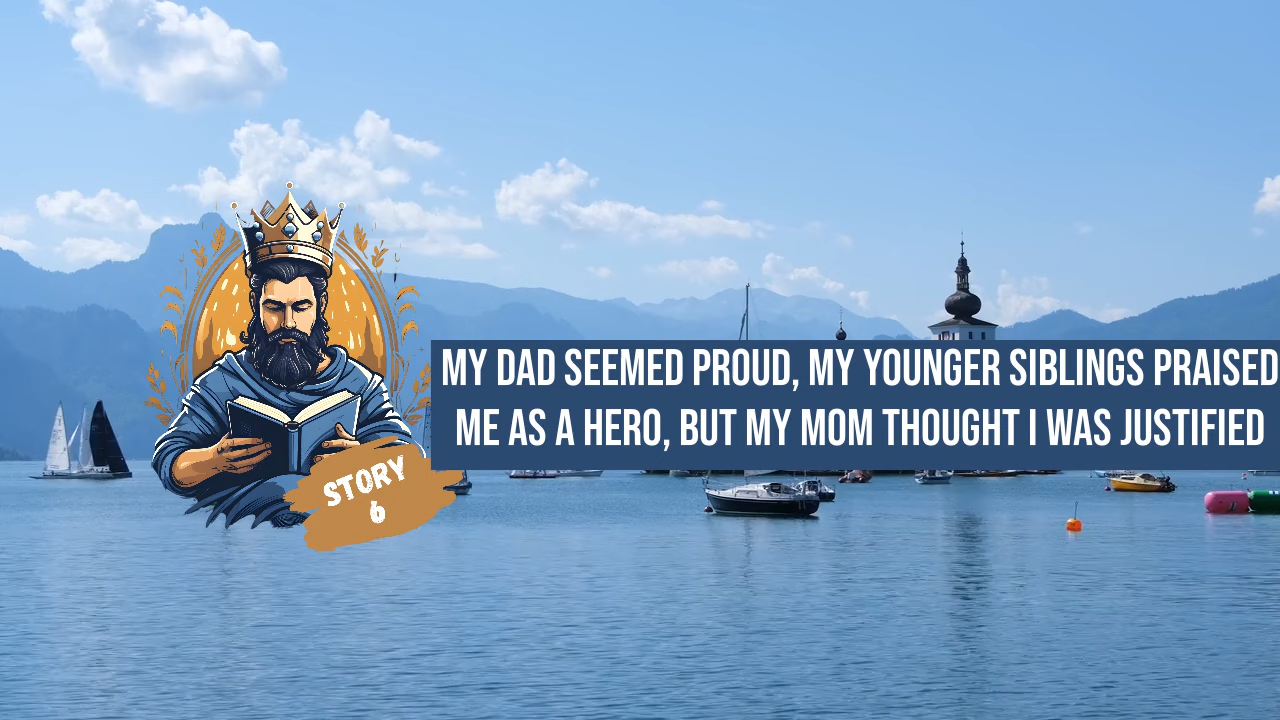 MY DAD SEEMED PROUD, MY YOUNGER SIBLINGS PRAISED
ME AS A HERO, BUT MY MOM THOUGHT I WAS JUSTIFIED
STORY
6